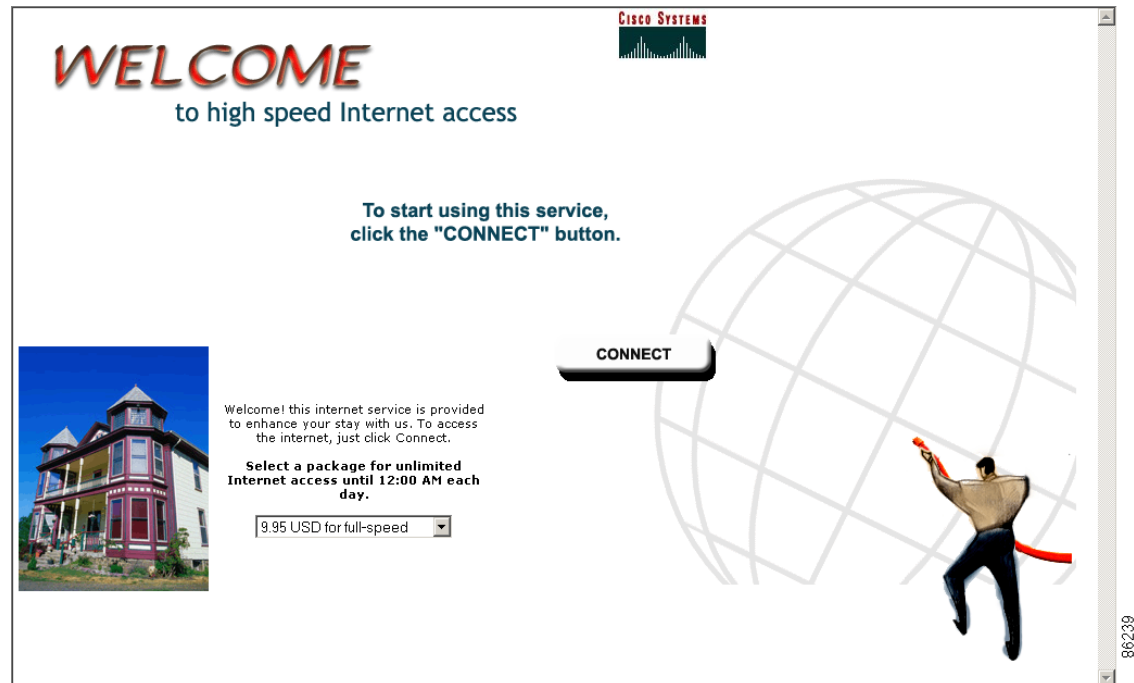 CISCO SYSTEMS
WELCOME
to high speed Internet access
To start using this service,
click the "CONNECT" button.
CONNECT
Welcome! this internet service is provided
to enhance your stay with us. To access
the internet, just click Connect.
Select a package for unlimited
Internet access until 12:00 AM each
day.
9.95 USD for full-speed
86239